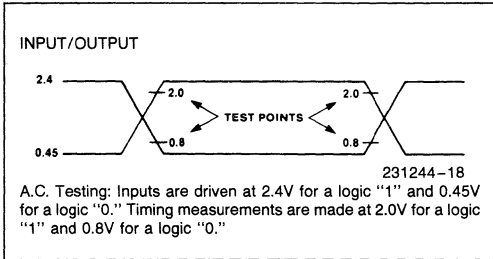 INPUT/OUTPUT
2.4
2.0
2.0
TEST POINTS
0.8
0.8
0.45
231244-18
A.C. Testing: Inputs are driven at 2.4V for a logic "1" and 0.45V
for a logic "0." Timing measurements are made at 2.0V for a logic
"1" and 0.8V for a logic "0."